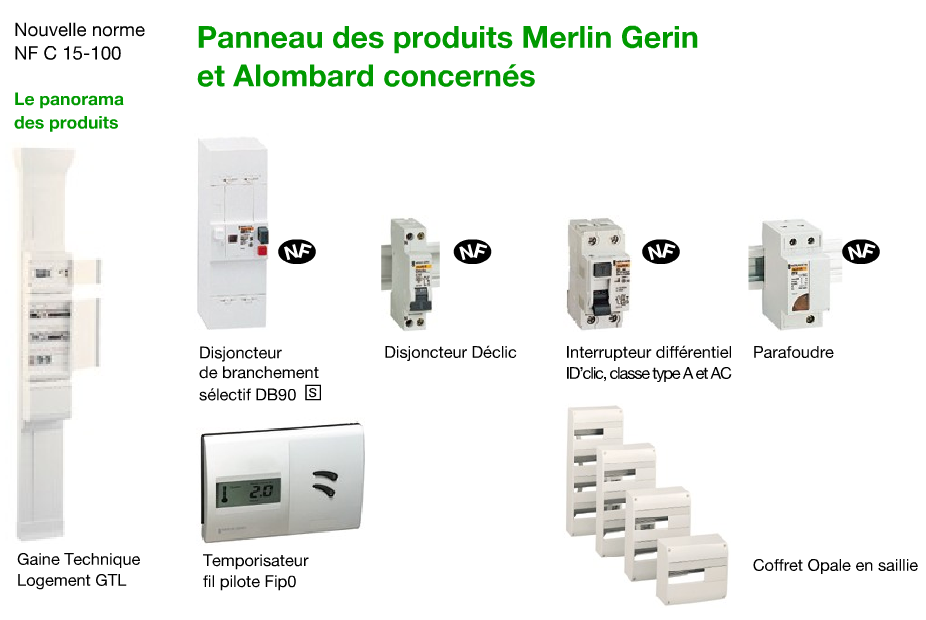 Nouvelle norme
NF C 15-100
Panneau des produits Merlin Gerin
et Alombard concernés
Le panorama
des produits
NF
NF
NF
NF
Disjoncteur
de branchement
sélectif DB90 S
Disjoncteur Déclic
Interrupteur différentiel
ID’clic, classe type A et AC
Parafoudre
2.0
Gaine Technique
Logement GTL
Temporisateur
fil pilote Fip0
Coffret Opale en saillie